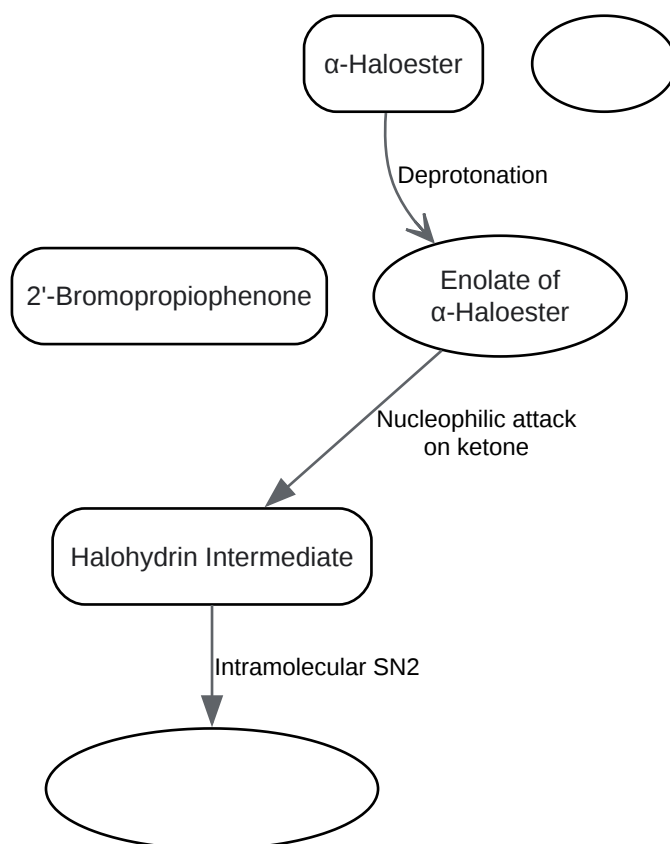 α-Haloester
Deprotonation
2'-Bromopropiophenone
Enolate of
α-Haloester
Nucleophilic attack
on ketone
Halohydrin Intermediate
Intramolecular SN2